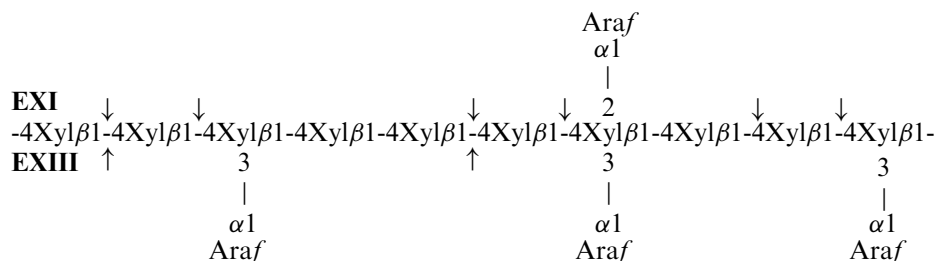 Araf
α1
|
EXI ↓ ↓ ↓ ↓ 2 ↓ ↓
-4Xylβ1-4Xylβ1-4Xylβ1-4Xylβ1-4Xylβ1-4Xylβ1-4Xylβ1-4Xylβ1-4Xylβ1-4Xylβ1-
EXIII ↑ 3 ↑ 3 3
| | |
α1 α1 α1
Araf Araf Araf